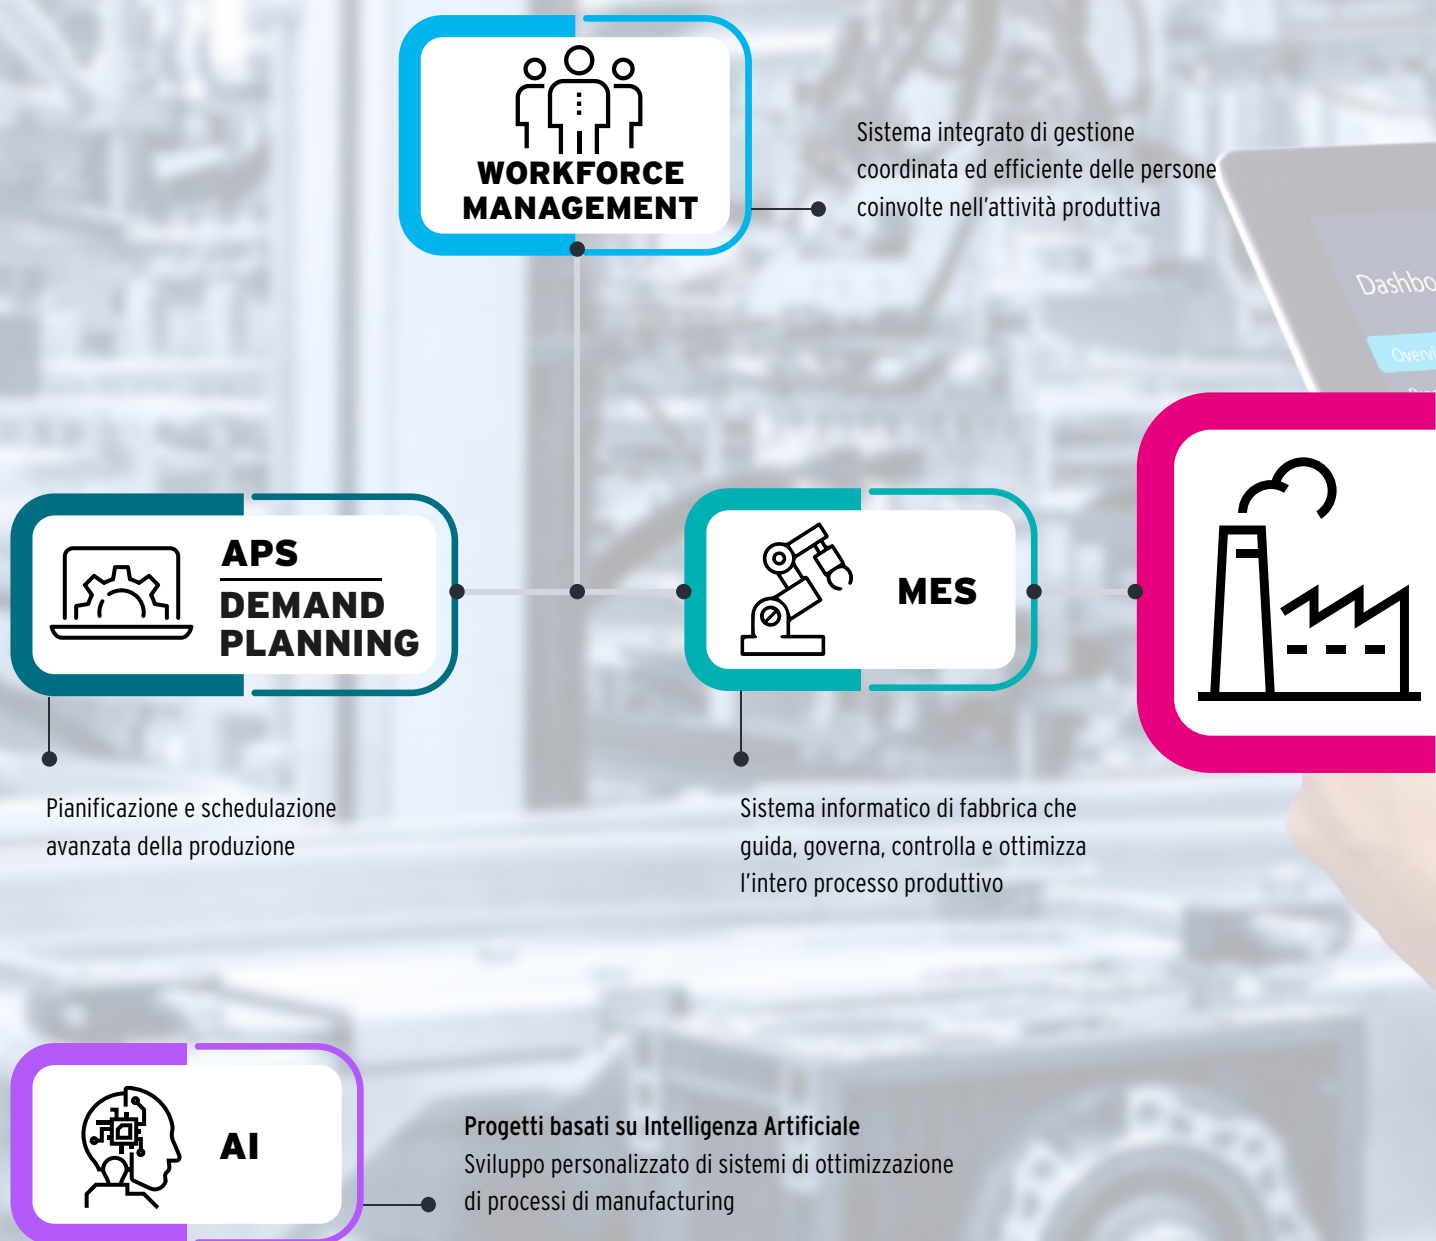 WORKFORCE
MANAGEMENT
Sistema integrato di gestione
coordinata ed efficiente delle persone
coinvolte nell'attività produttiva
APS
DEMAND
PLANNING
MES
Pianificazione e schedulazione
avanzata della produzione
Sistema informatico di fabbrica che
guida, governa, controlla e ottimizza
l'intero processo produttivo
AI
Progetti basati su Intelligenza Artificiale
Sviluppo personalizzato di sistemi di ottimizzazione
di processi di manufacturing